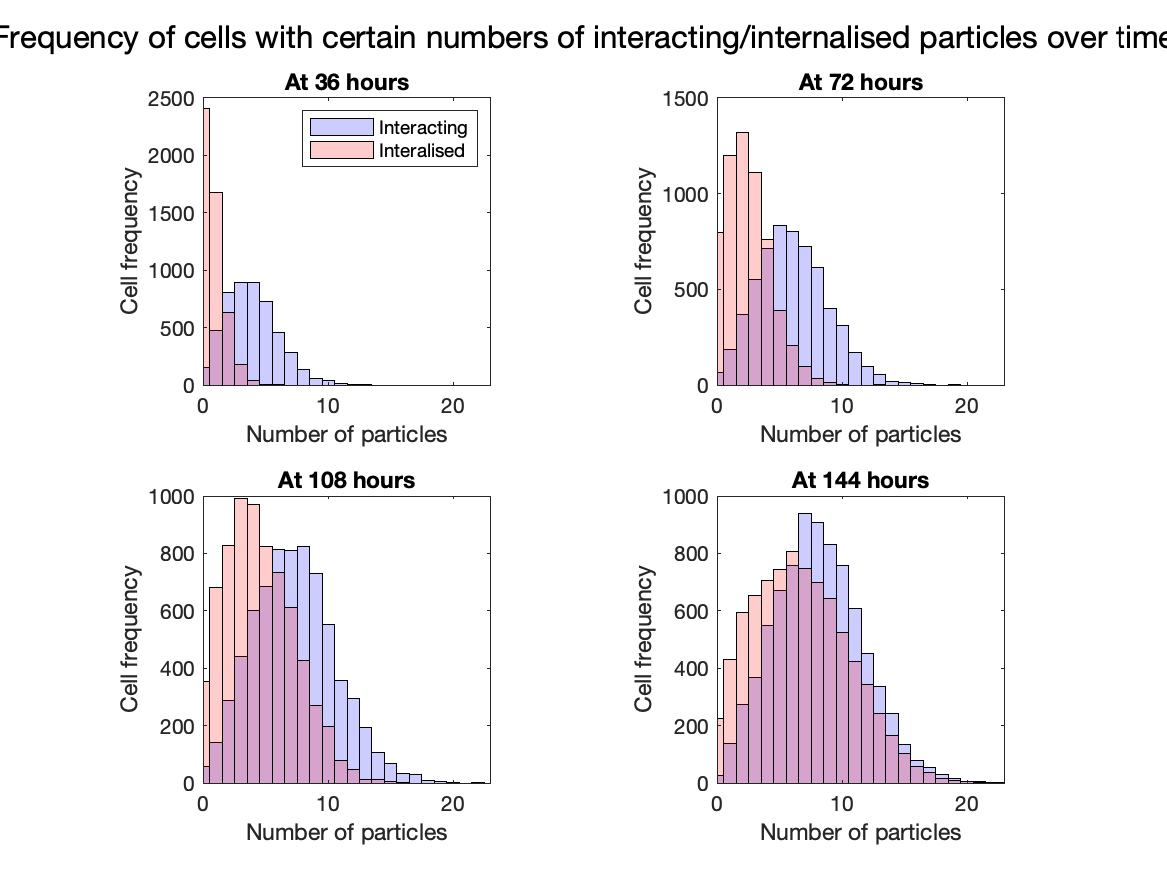 Frequency of cells with certain numbers of interacting/internalised particles over time
At 36 hours
2500
2000
1500
1000
500
0
0 10 20
Cell frequency
Number of particles
Interacting
Interalised
At 72 hours
1500
1000
500
0
0 10 20
Cell frequency
Number of particles
At 108 hours
1000
800
600
400
200
0
0 10 20
Cell frequency
Number of particles
At 144 hours
1000
800
600
400
200
0
0 10 20
Cell frequency
Number of particles